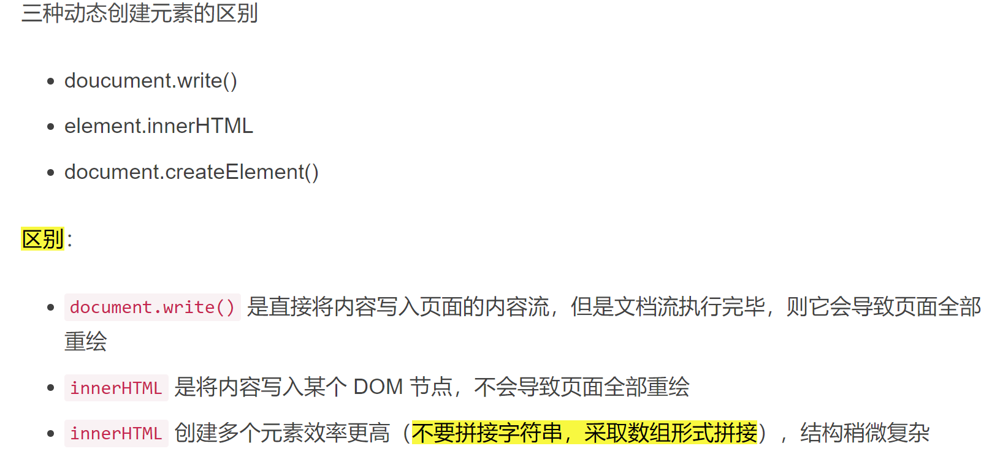 三种动态创建元素的区别
doucument.write()
element.innerHTML
document.createElement()
区别：
document.write() 是直接将内容写入页面的内容流，但是文档流执行完毕，则它会导致页面全部
重绘
innerHTML 是将内容写入某个 DOM 节点，不会导致页面全部重绘
innerHTML 创建多个元素效率更高（不要拼接字符串，采取数组形式拼接），结构稍微复杂